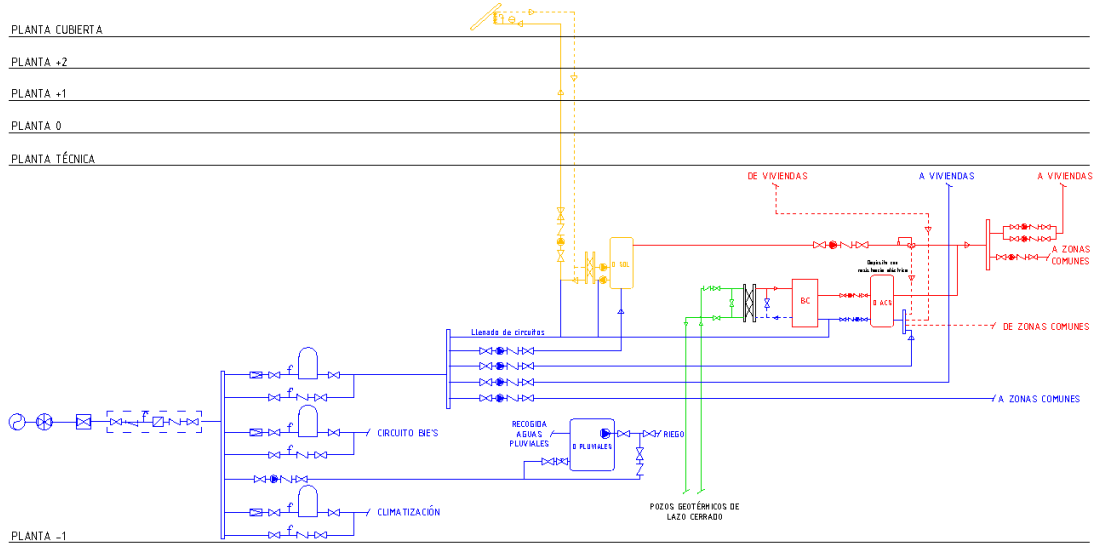 PLANTA CUBIERTA
PLANTA +2
PLANTA +1
PLANTA 0
PLANTA TÉCNICA
DE VIVIENDAS
A VIVIENDAS
A VIVIENDAS
A ZONAS
COMUNES
D SOL
Depósito con
resistencia eléctrica
BC
D ACS
DE ZONAS COMUNES
Llenado de circuitos
A ZONAS COMUNES
CIRCUITO BIE'S
RECOGIDA
AGUAS
PLUVIALES
D PLUVIALES
RIEGO
CLIMATIZACIÓN
POZOS GEOTÉRMICOS DE
LAZO CERRADO
PLANTA -1